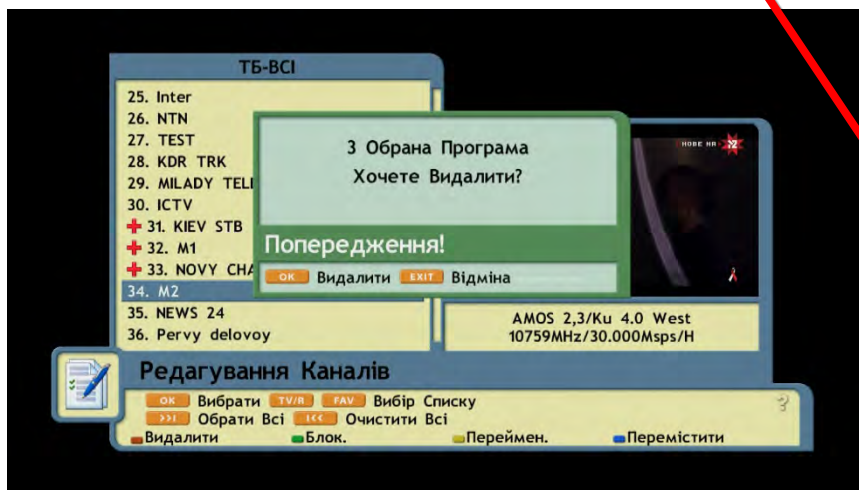 ТБ-ВСІ
25. Inter
26. NTN
27. TEST
28. KDR TRK
29. MILADY TELE
30. ICTV
31. KIEV STB
32. M1
33. NOVY CHA
34. M2
35. NEWS 24
36. Pervy delovoy
3 Обрана Програма
Хочете Видалити?
Попередження!
OK Видалити EXIT Відміна
НОВЕ НА
AMOS 2,3/Ku 4.0 West
10759MHz/30.000Msps/H
Редагування Каналів
OK Вибрати TV/R FAV Вибір Списку
>>I Обрати Всі I<< Очистити Всі
Видалити Блок. Переймен. Перемістити
?